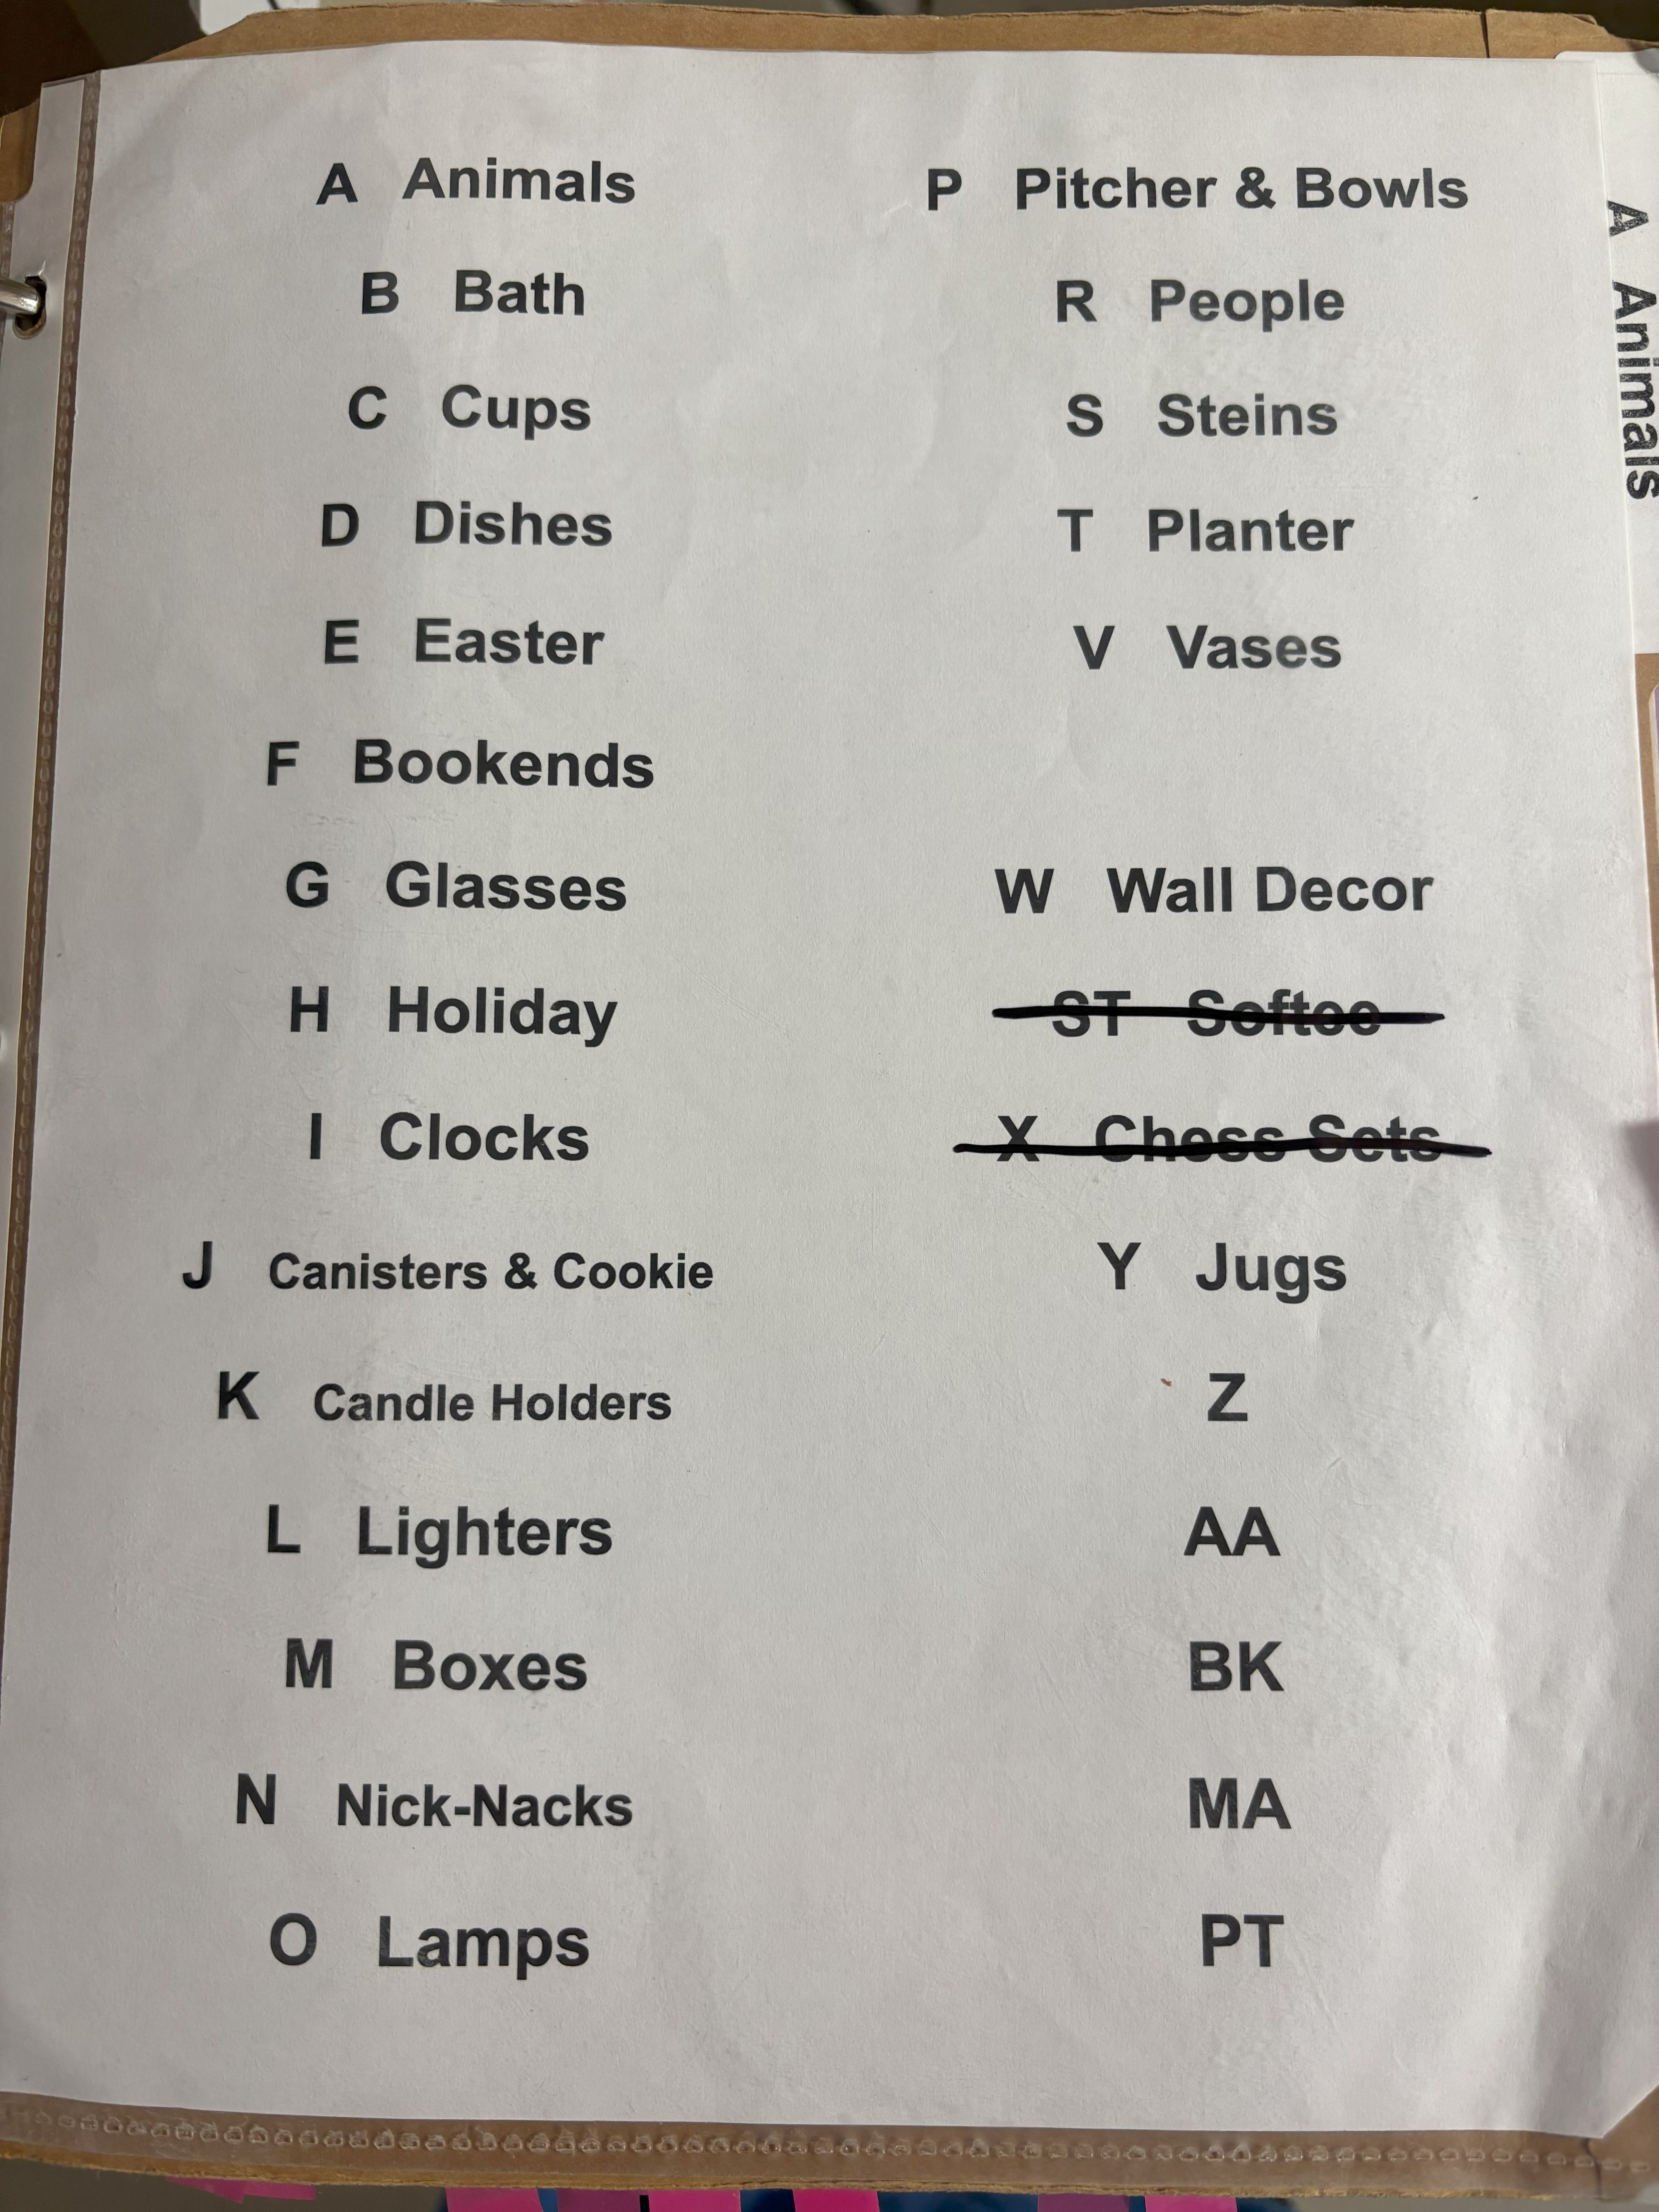 A Animals
B Bath
C Cups
D Dishes
E Easter
F Bookends
G Glasses
H Holiday
I Clocks
J Canisters & Cookie
K Candle Holders
L Lighters
M Boxes
N Nick-Nacks
O Lamps
P Pitcher & Bowls
R People
S Steins
T Planter
V Vases
W Wall Decor
ST Softee
X Chess Sets
Y Jugs
Z
AA
BK
MA
PT
A Animals